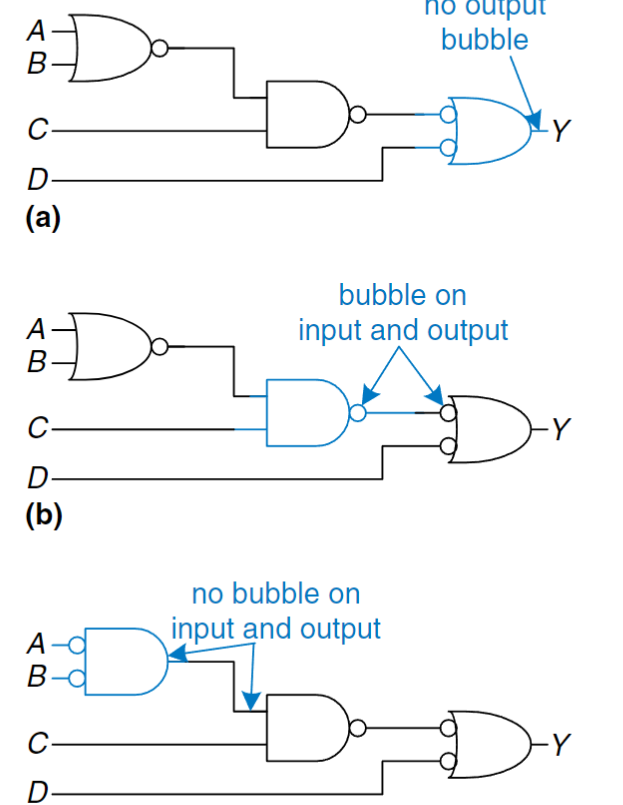 no output
bubble
A
B
C
D
Y
(a)
bubble on
input and output
A
B
C
D
Y
(b)
no bubble on
input and output
A
B
C
D
Y